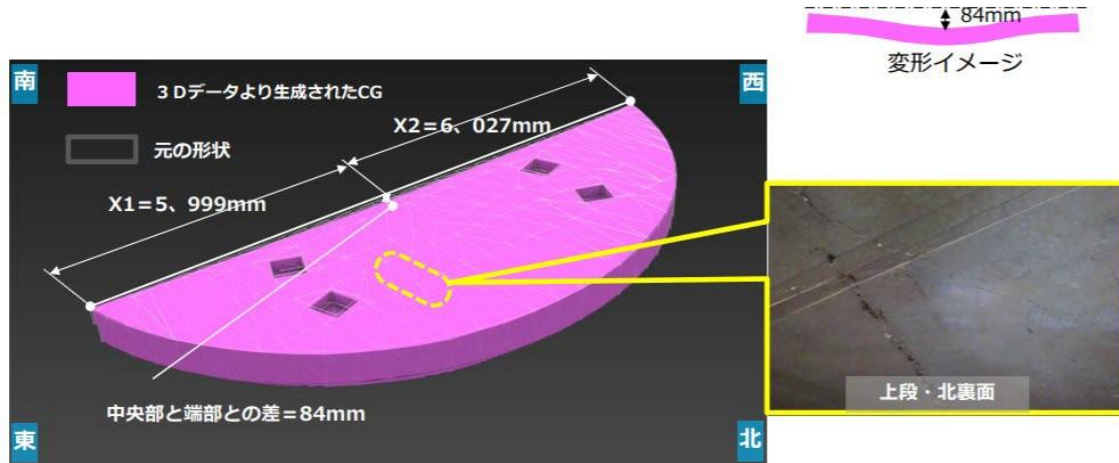 84mm
変形イメージ
南
西
3Dデータより生成されたCG
元の形状
X2=6、027mm
X1=5、999mm
中央部と端部との差=84mm
上段・北裏面
東
北